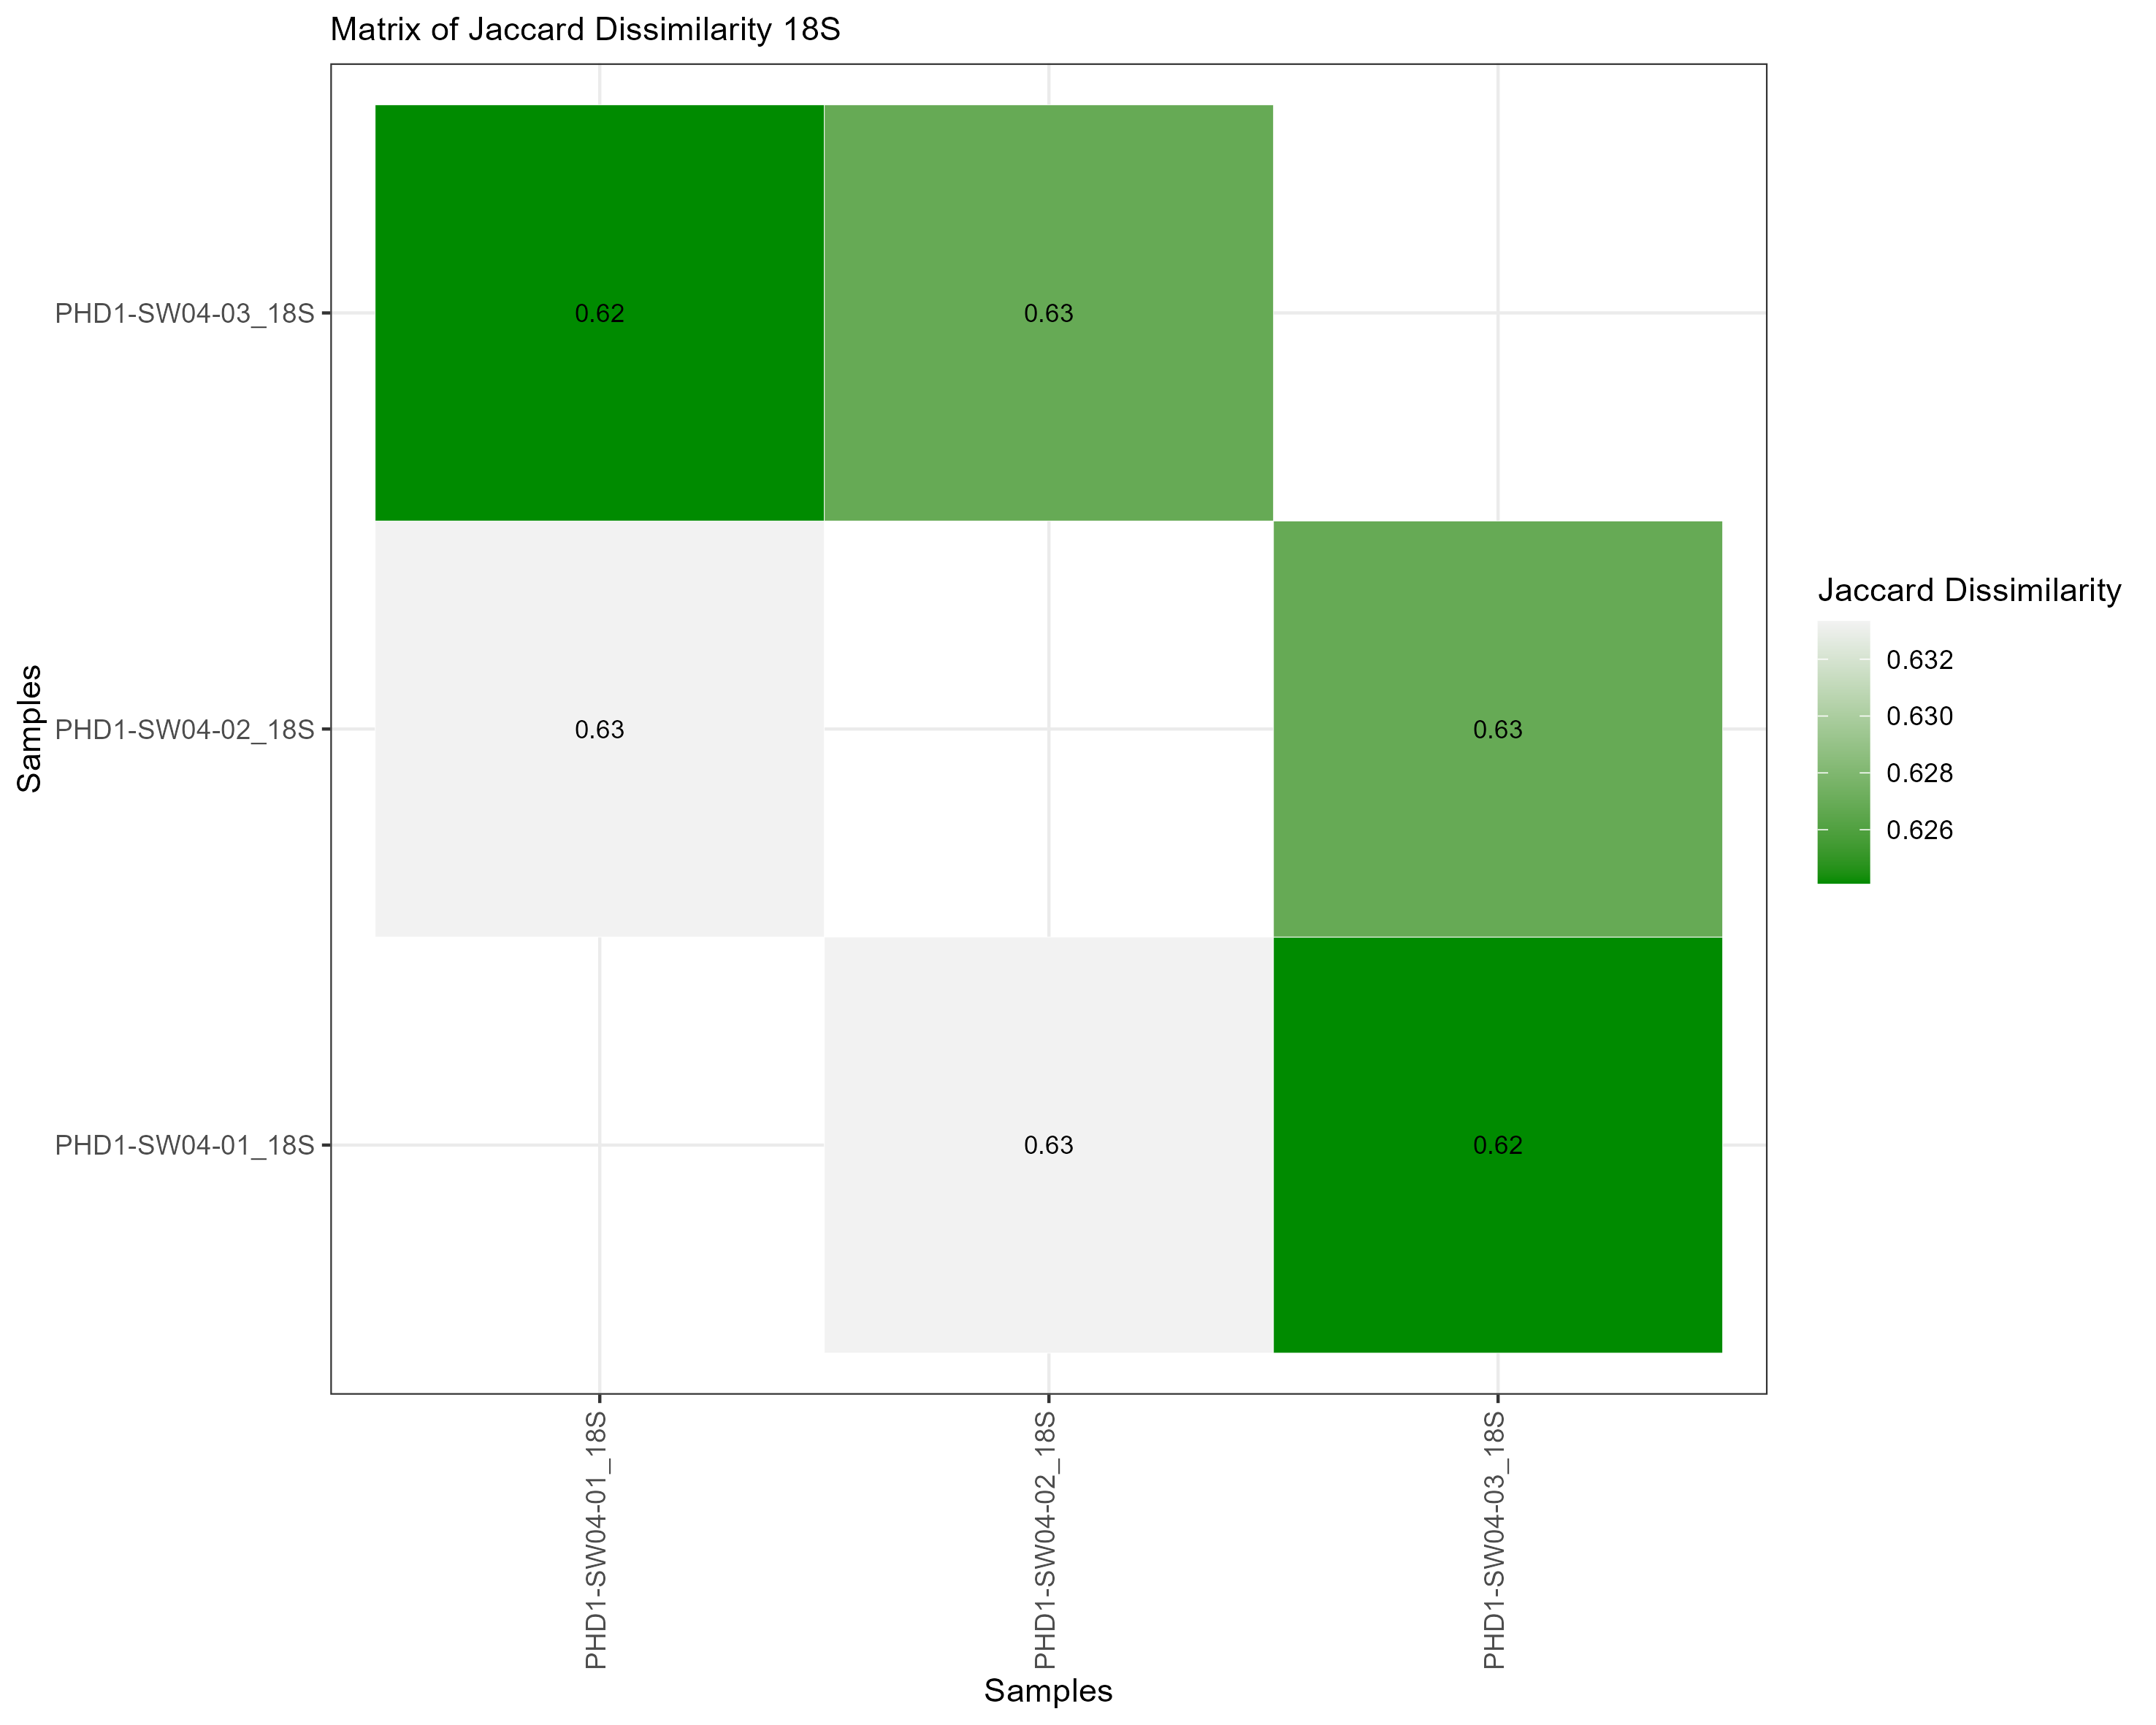 Matrix of Jaccard Dissimilarity 18S
Samples
PHD1-SW04-03_18S
0.62
0.63
PHD1-SW04-02_18S
0.63
0.63
PHD1-SW04-01_18S
0.63
0.62
PHD1-SW04-01_18S
PHD1-SW04-02_18S
PHD1-SW04-03_18S
Samples
Jaccard Dissimilarity
0.632
0.630
0.628
0.626